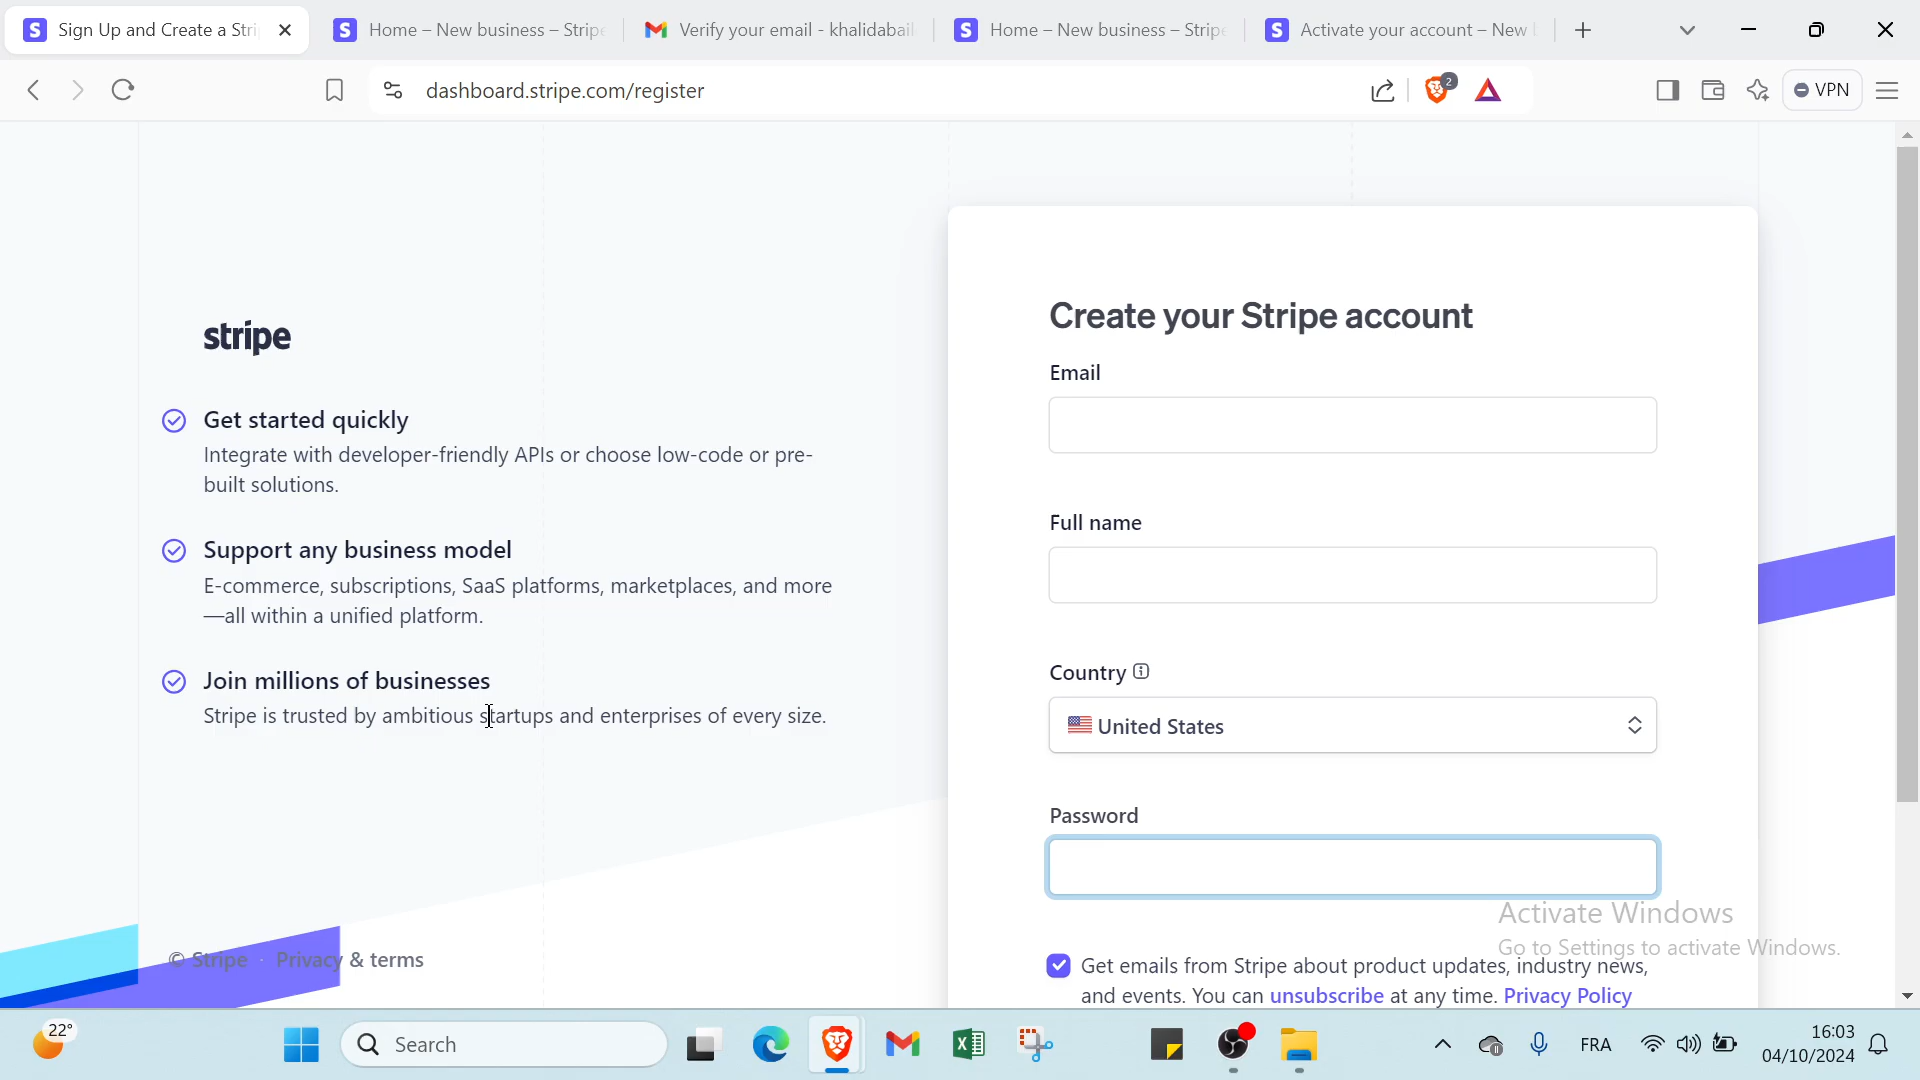 Sign Up and Create a Stri
Home – New business – Stripe
Verify your email - khalidabail
Home – New business – Stripe
Activate your account – New
dashboard.stripe.com/register
2
VPN
stripe
Get started quickly
Integrate with developer-friendly APIs or choose low-code or pre-
built solutions.
Support any business model
E-commerce, subscriptions, SaaS platforms, marketplaces, and more
—all within a unified platform.
Join millions of businesses
Stripe is trusted by ambitious startups and enterprises of every size.
© Stripe · Privacy & terms
Create your Stripe account
Email
Full name
Country
United States
Password
Get emails from Stripe about product updates, industry news,
and events. You can unsubscribe at any time. Privacy Policy
Activate Windows
Go to Settings to activate Windows.
22°
Search
FRA
16:03
04/10/2024